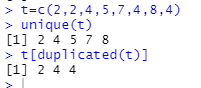 > t=c(2,2,4,5,7,4,8,4)
> unique(t)
[1] 2 4 5 7 8
> t[duplicated(t)]
[1] 2 4 4
>